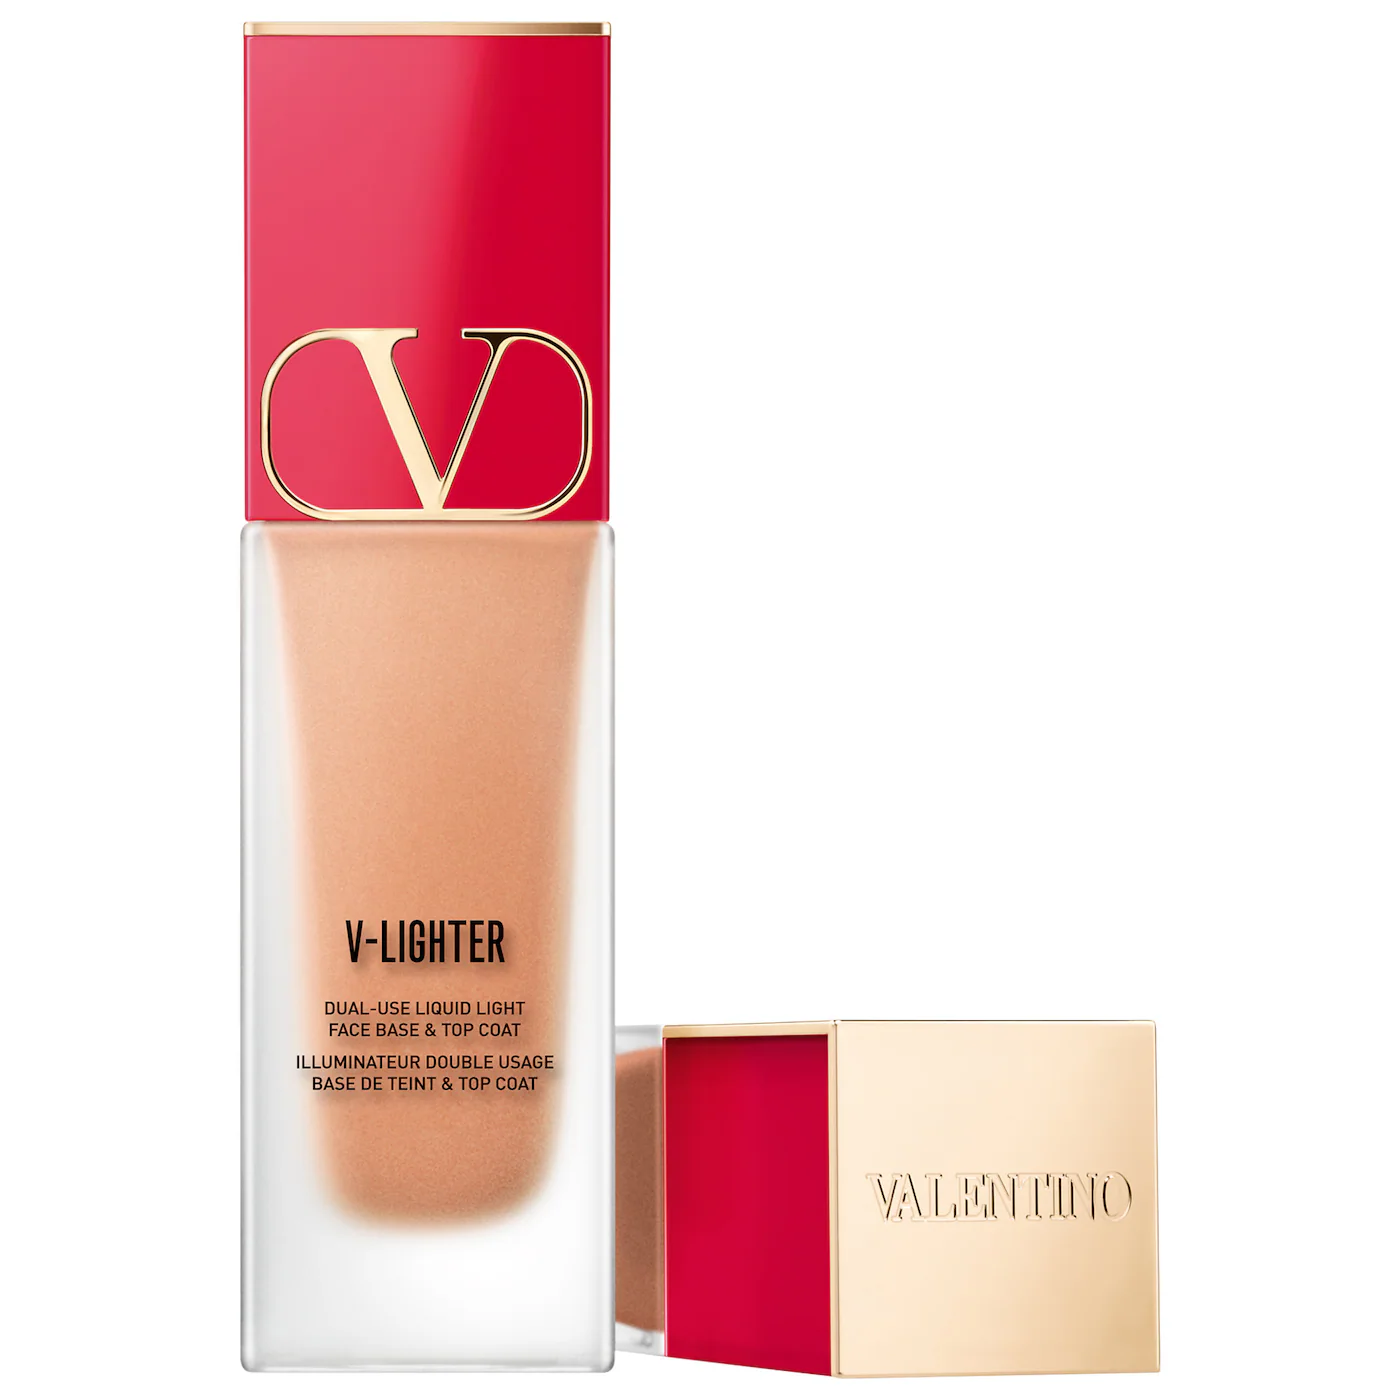 V
V-LIGHTER
DUAL-USE LIQUID LIGHT
FACE BASE & TOP COAT
ILLUMINATEUR DOUBLE USAGE
BASE DE TEINT & TOP COAT
VALENTINO